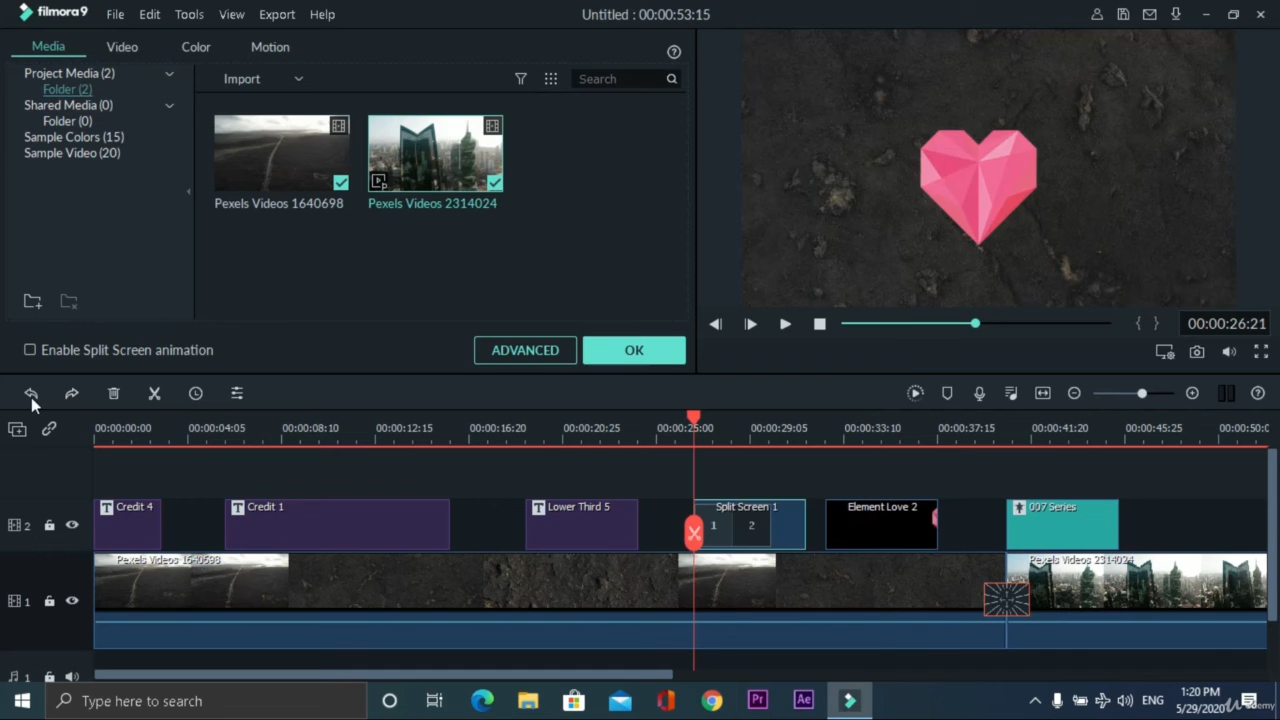 filmora9 File Edit Tools View Export Help Untitled : 00:00:53:15
Media Video Color Motion
Project Media (2)
Folder (2)
Shared Media (0)
Folder (0)
Sample Colors (15)
Sample Video (20)
Import
Search
Pexels Videos 1640698
Pexels Videos 2314024
Enable Split Screen animation
ADVANCED
OK
00:00:26:21
00:00:00:00 00:00:04:05 00:00:08:10 00:00:12:15 00:00:16:20 00:00:20:25 00:00:25:00 00:00:29:05 00:00:33:10 00:00:37:15 00:00:41:20 00:00:45:25
2
T Credit 4
T Credit 1
T Lower Third 5
Split Screen 1
1 2
Element Love 2
007 Series
1
Pexels Videos 1640698
Pexels Videos 2314024
1
Type here to search
Pr
Ae
ENG
1:20 PM
5/29/2020
Udemy